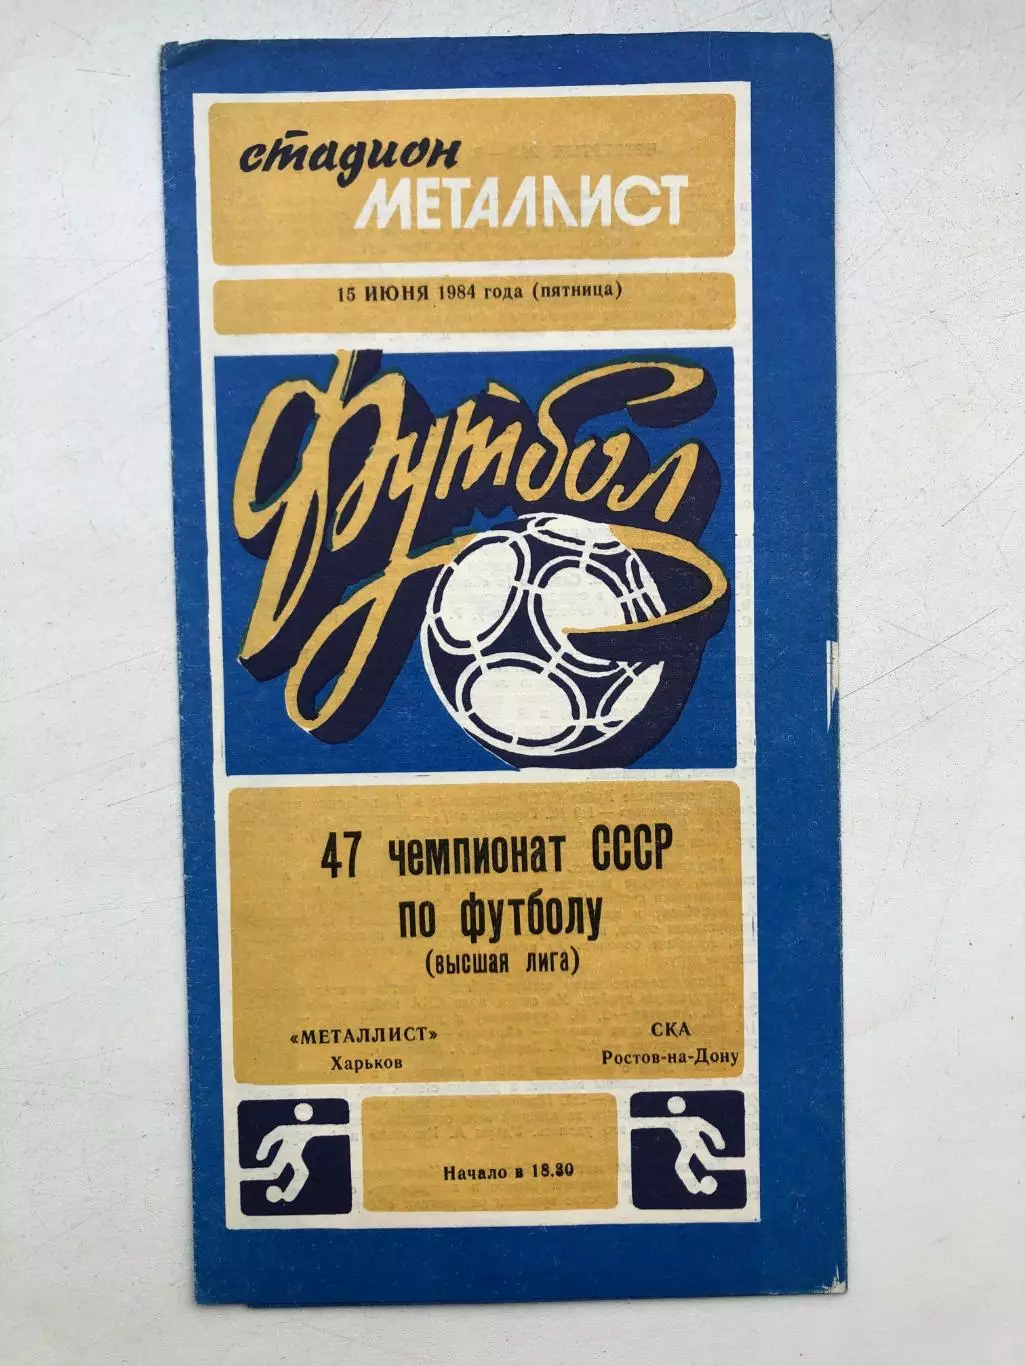 стадион
МЕТАЛЛИСТ
15 ИЮНЯ 1984 года (пятница)
Футбол
47 чемпионат СССР
по футболу
(высшая лига)
«МЕТАЛЛИСТ»
Харьков
СКА
Ростов-на-Дону
Начало в 18.30